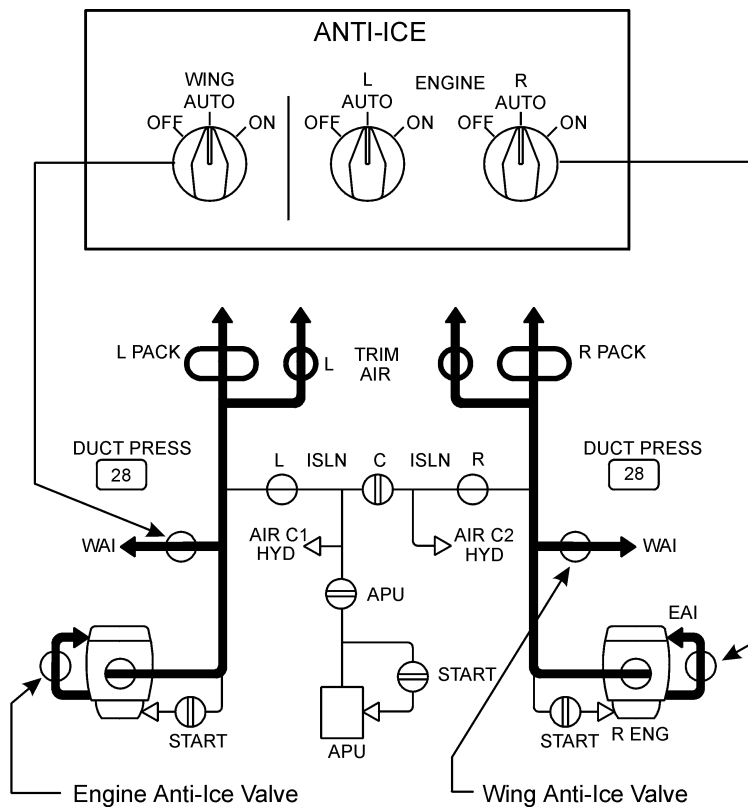 ANTI-ICE
WING
AUTO
OFF
ON
L
ENGINE
R
AUTO
OFF
ON
AUTO
OFF
ON
L PACK
L
TRIM
AIR
R PACK
DUCT PRESS
28
DUCT PRESS
28
L
ISLN
C
ISLN
R
WAI
AIR C1
HYD
AIR C2
HYD
WAI
APU
EAI
START
START
APU
START
R ENG
Engine Anti-Ice Valve
Wing Anti-Ice Valve